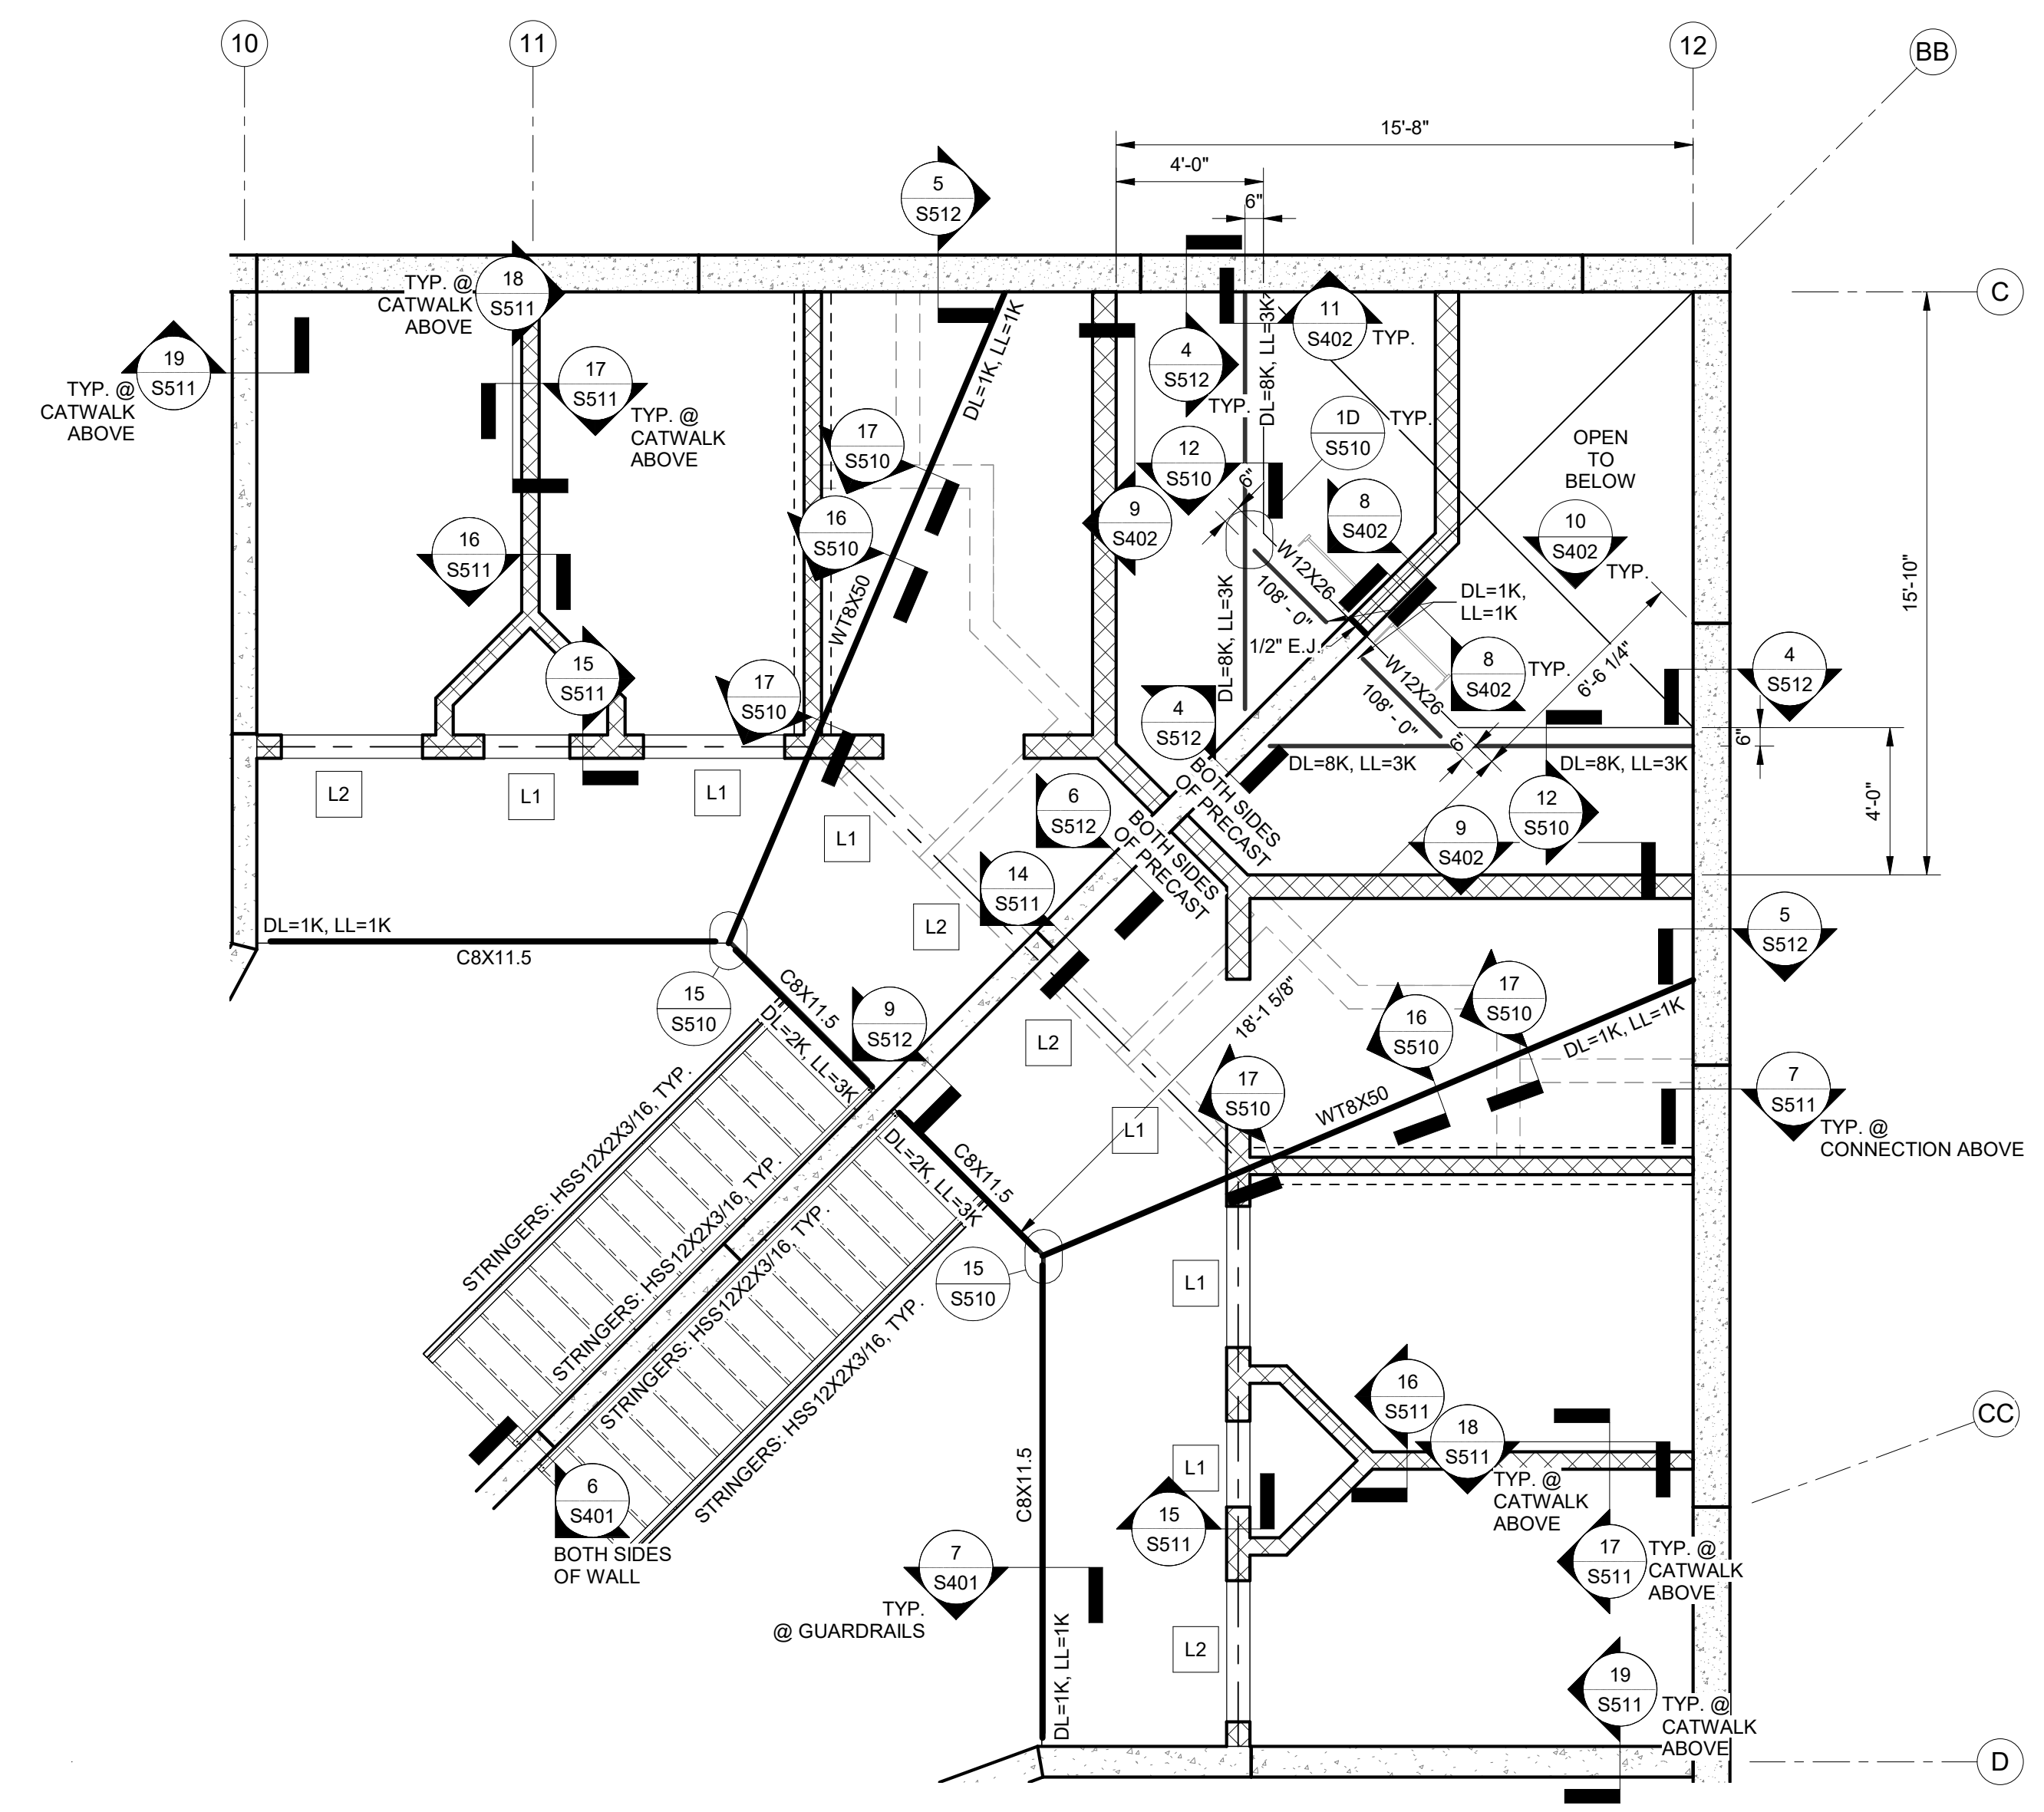 10
11
12
BB
15'-8"
4'-0"
6"
5
S512
C
18
S511
TYP. @
CATWALK
ABOVE
19
S511
TYP. @
CATWALK
ABOVE
17
S511
TYP. @
CATWALK
ABOVE
DL=1K, LL=1K
4
S512
TYP.
DL=8K, LL=3K
11
S402
TYP.
1D
S510
TYP.
OPEN
TO
BELOW
17
S510
12
S510
6"
16
S510
9
S402
8
S402
10
S402
TYP.
16
S511
WT8X50
W12X26
108' - 0"
DL=1K,
LL=1K
15'-10"
DL=8K, LL=3K
1/2" E.J.
15
S511
17
S510
W12X26
108' - 0"
8
S402
TYP.
6'-6 1/4"
4
S512
4
S512
BOTH SIDES
OF PRECAST
DL=8K, LL=3K
6"
DL=8K, LL=3K
6"
L2
L1
L1
L1
6
S512
BOTH SIDES
OF PRECAST
12
S510
9
S402
4'-0"
14
S511
L2
DL=1K, LL=1K
C8X11.5
5
S512
15
S510
C8X11.5
DL=2K, LL=3K
9
S512
L2
18'-1 5/8"
16
S510
17
S510
DL=1K, LL=1K
WT8X50
17
S510
L1
7
S511
TYP. @
CONNECTION ABOVE
C8X11.5
DL=2K, LL=3K
STRINGERS: HSS12X2X3/16, TYP.
STRINGERS: HSS12X2X3/16, TYP.
STRINGERS: HSS12X2X3/16, TYP.
STRINGERS: HSS12X2X3/16, TYP.
15
S510
L1
16
S511
18
S511
TYP. @
CATWALK
ABOVE
CC
C8X11.5
L1
15
S511
6
S401
BOTH SIDES
OF WALL
7
S401
TYP.
@ GUARDRAILS
17
S511
TYP. @
CATWALK
ABOVE
DL=1K, LL=1K
L2
19
S511
TYP. @
CATWALK
ABOVE
D